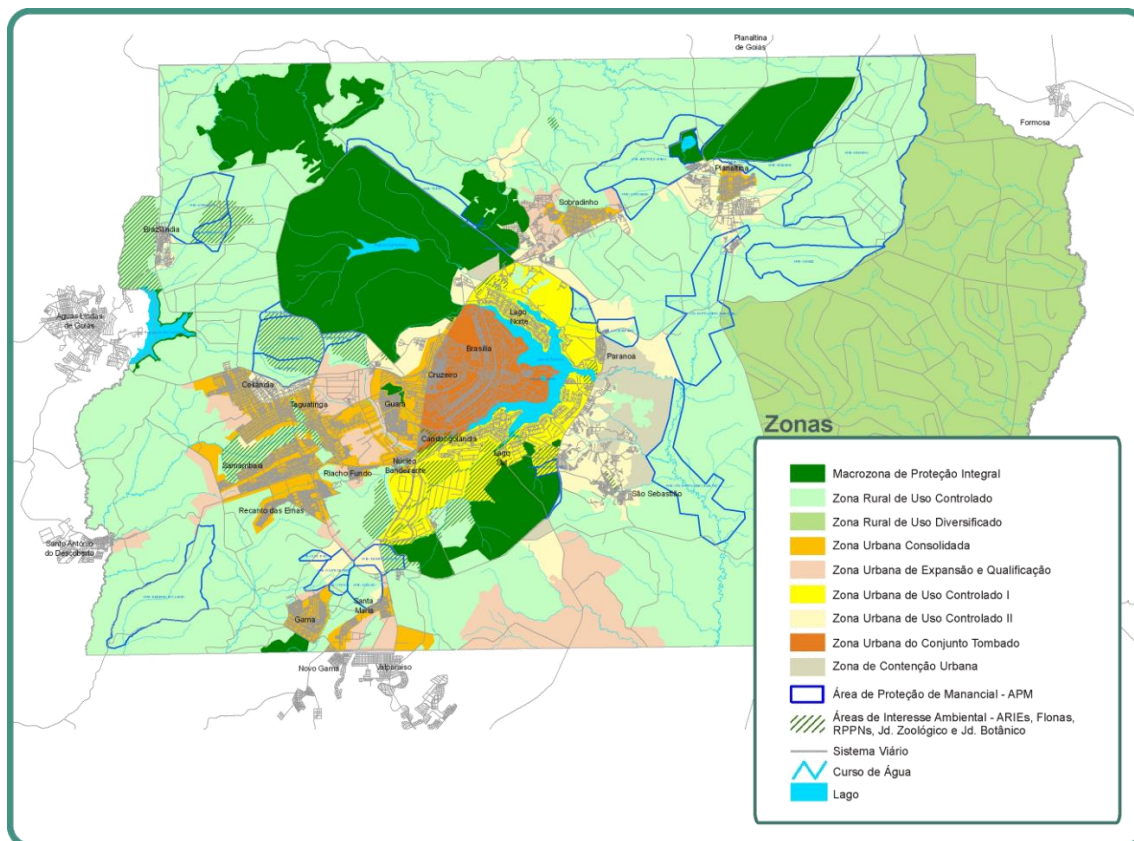 Planaltina
de Goiás
Formosa
Planaltina
Sobradinho
Brazlândia
Águas Lindas
de Goiás
Lago
Norte
Brasília
Paranoá
Cruzeiro
Ceilândia
Taguatinga
Guará
Candangolândia
Núcleo
Bandeirante
Lago
Sul
Samambaia
Riacho Fundo
São Sebastião
Recanto das Emas
Santo Antônio
do Descoberto
Santa
Maria
Gama
Novo Gama
Valparaíso
Zonas
Macrozona de Proteção Integral
Zona Rural de Uso Controlado
Zona Rural de Uso Diversificado
Zona Urbana Consolidada
Zona Urbana de Expansão e Qualificação
Zona Urbana de Uso Controlado I
Zona Urbana de Uso Controlado II
Zona Urbana do Conjunto Tombado
Zona de Contenção Urbana
Área de Proteção de Manancial - APM
Áreas de Interesse Ambiental - ARIEs, Flonas,
RPPNs, Jd. Zoológico e Jd. Botânico
Sistema Viário
Curso de Água
Lago